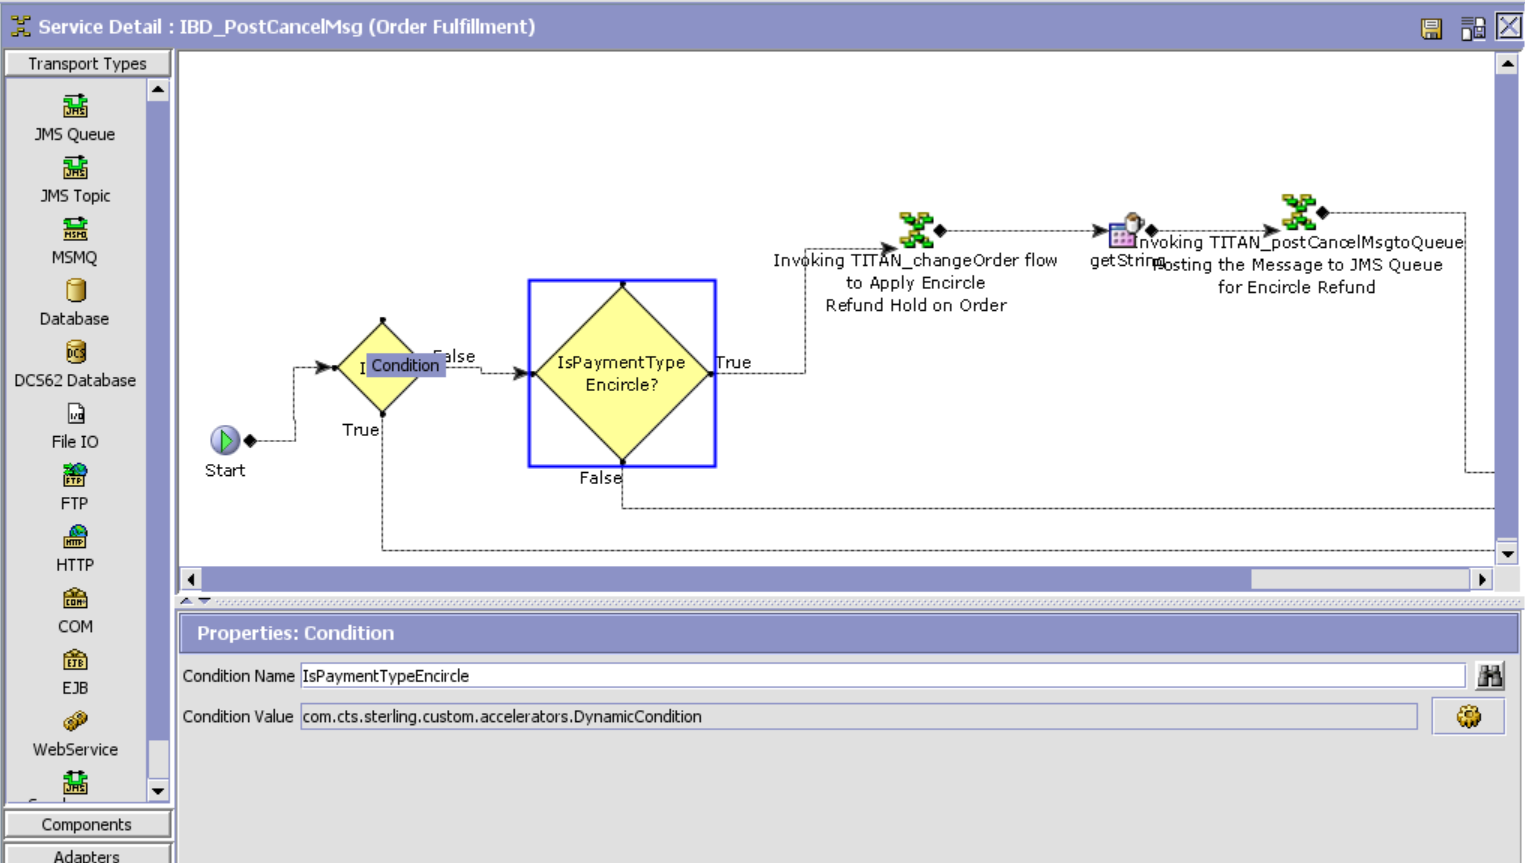 Service Detail : IBD_PostCancelMsg (Order Fulfillment)
Transport Types
JMS Queue
JMS Topic
MSMQ
Database
DCS62 Database
File IO
FTP
HTTP
COM
EJB
WebService
Components
Adapters
Start
Condition
False
True
IsPaymentType
Encircle?
True
False
Invoking TITAN_changeOrder flow
to Apply Encircle
Refund Hold on Order
getString
Invoking TITAN_postCancelMsgtoQueue
Posting the Message to JMS Queue
for Encircle Refund
Properties: Condition
Condition Name IsPaymentTypeEncircle
Condition Value com.cts.sterling.custom.accelerators.DynamicCondition